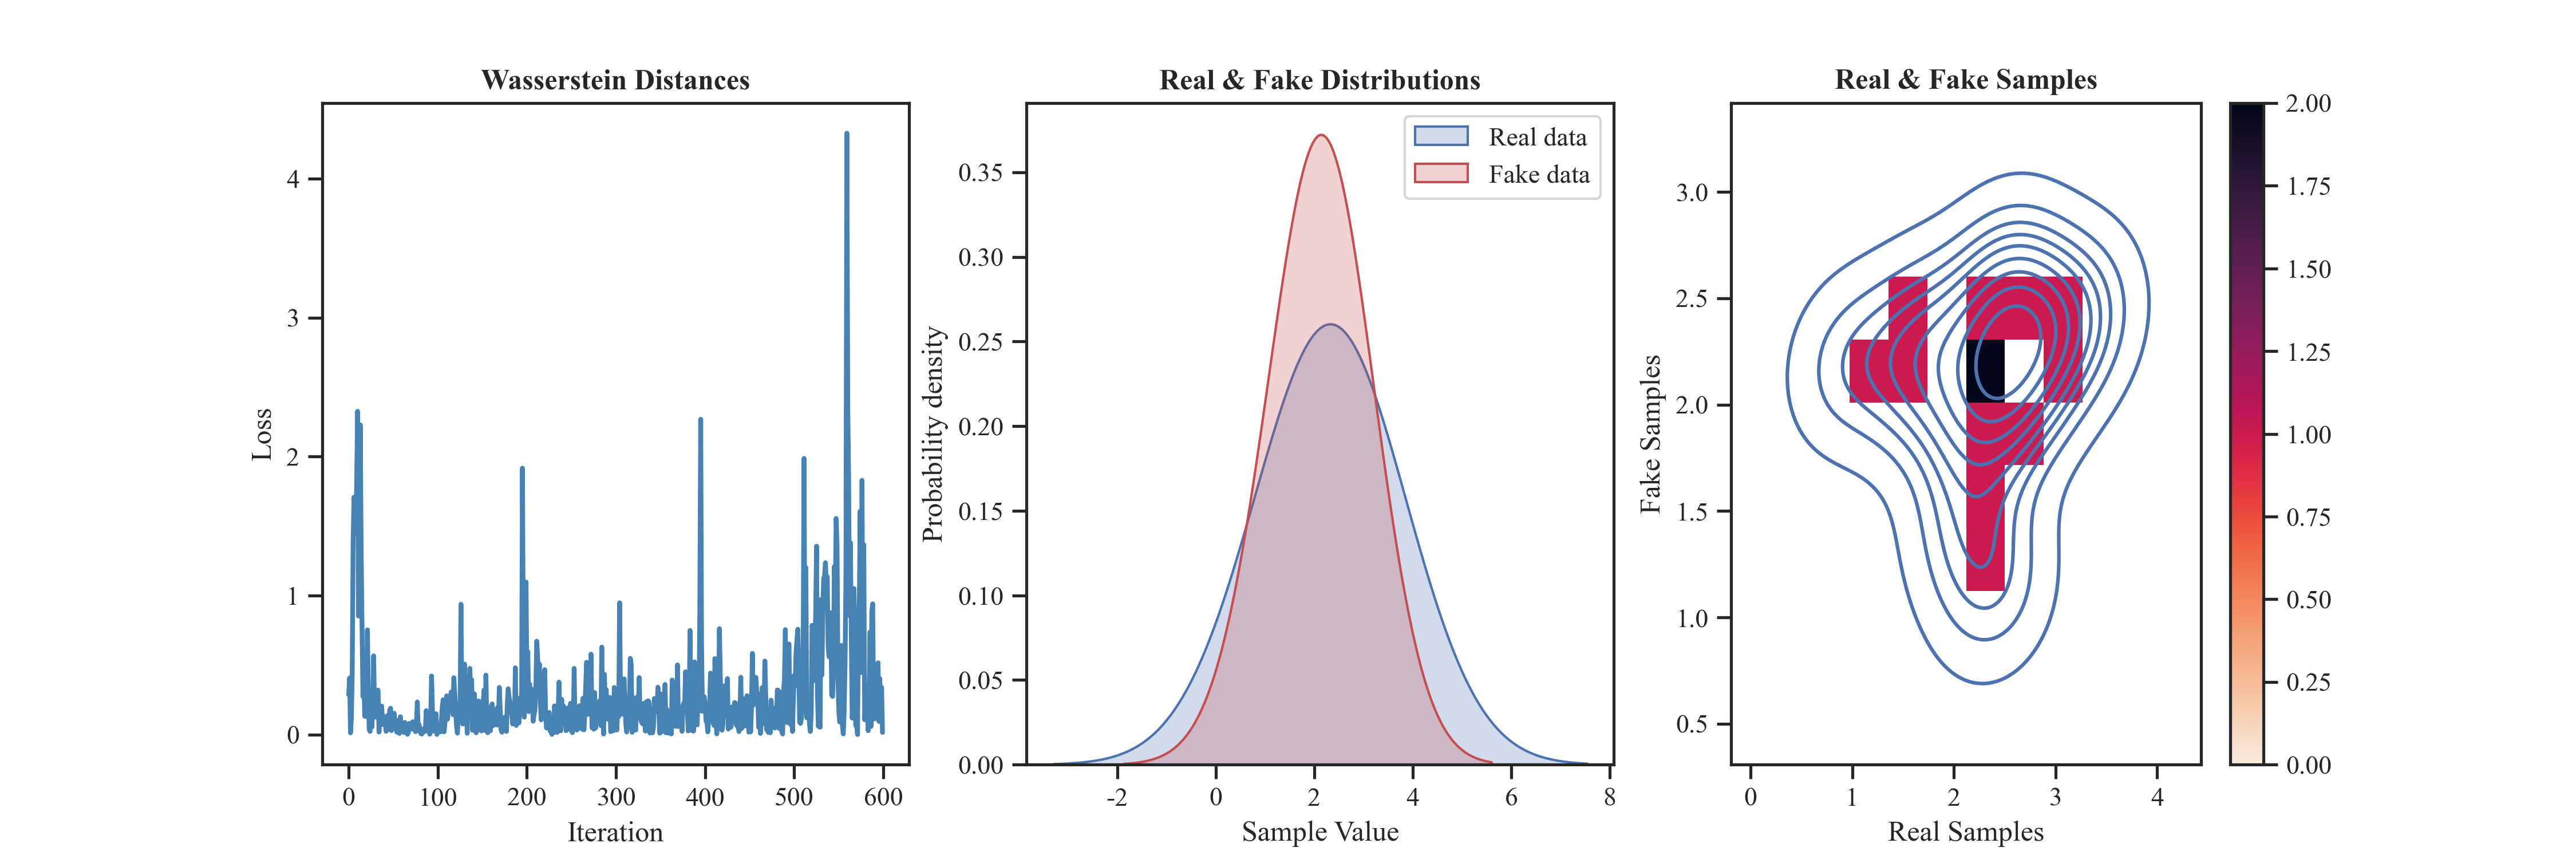 Wasserstein Distances
Loss
4
3
2
1
0
0 100 200 300 400 500 600
Iteration
Real & Fake Distributions
Real data
Fake data
Probability density
0.35
0.30
0.25
0.20
0.15
0.10
0.05
0.00
-2 0 2 4 6 8
Sample Value
Real & Fake Samples
Fake Samples
3.0
2.5
2.0
1.5
1.0
0.5
0 1 2 3 4
Real Samples
2.00
1.75
1.50
1.25
1.00
0.75
0.50
0.25
0.00